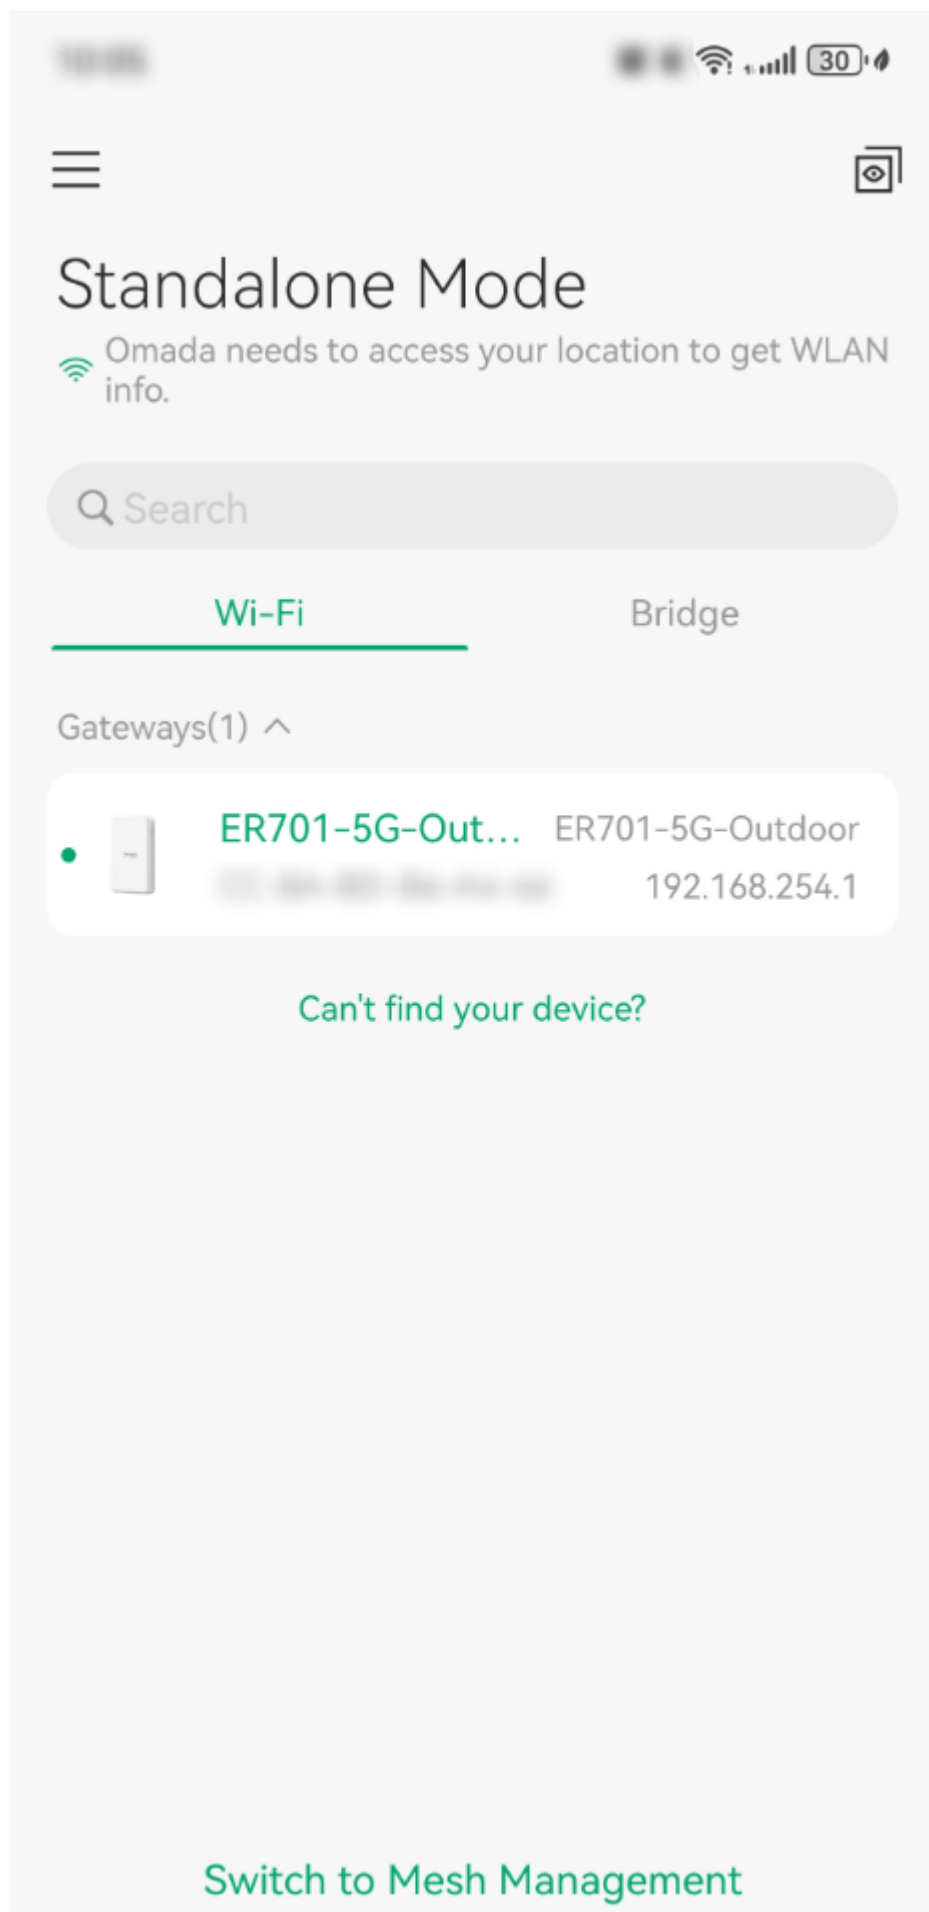 30
Standalone Mode
Omada needs to access your location to get WLAN
info.
Search
Wi-Fi Bridge
Gateways(1)
ER701-5G-Out... ER701-5G-Outdoor
192.168.254.1
Can't find your device?
Switch to Mesh Management